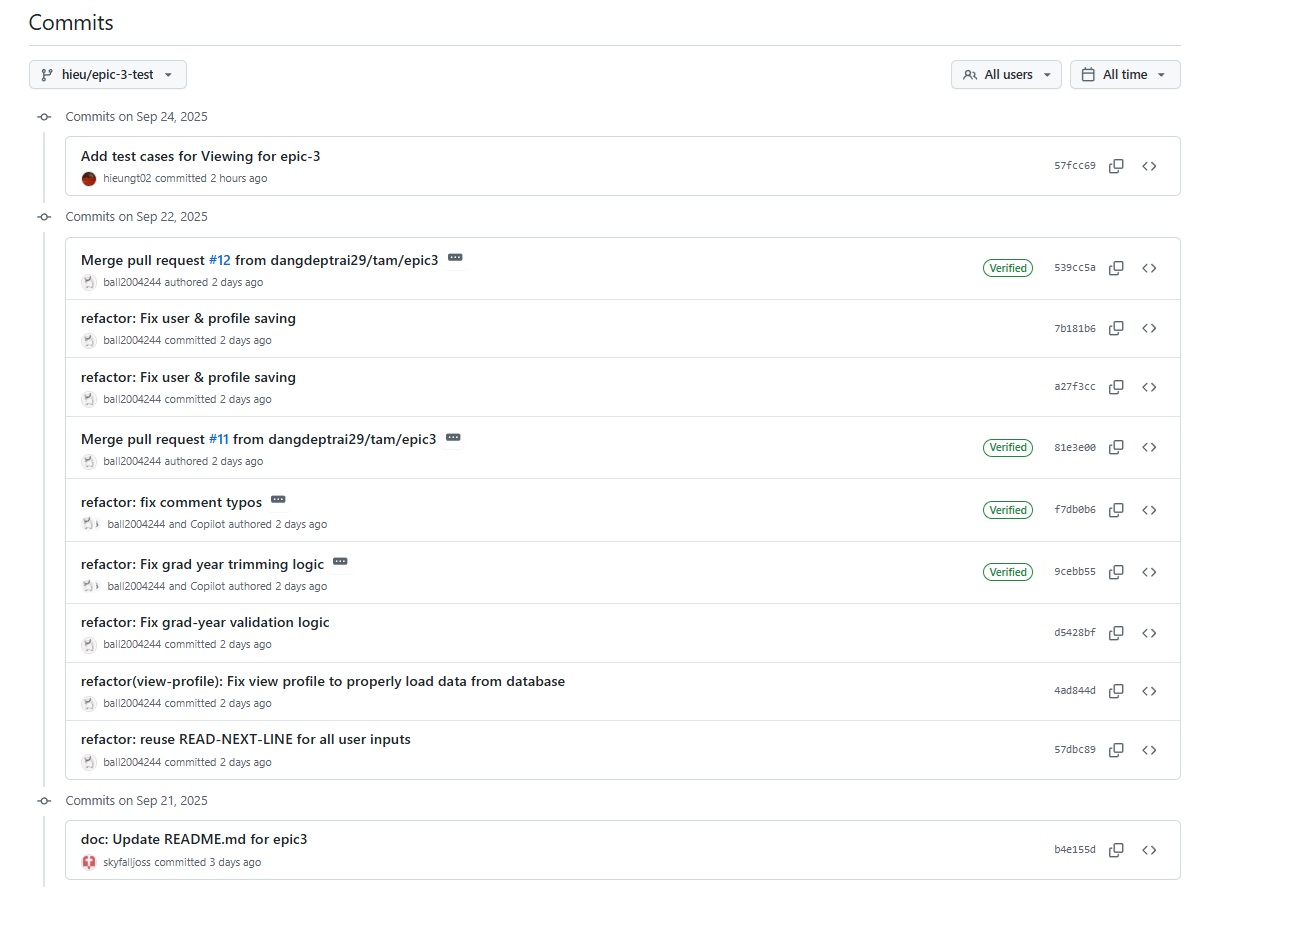 Commits
hieu/epic-3-test
All users
All time
Commits on Sep 24, 2025
Add test cases for Viewing for epic-3
57fcc69
hieungt02 committed 2 hours ago
Commits on Sep 22, 2025
Merge pull request #12 from dangdeptrai29/tam/epic3
Verified
539cc5a
ball2004244 authored 2 days ago
refactor: Fix user & profile saving
7b181b6
ball2004244 committed 2 days ago
refactor: Fix user & profile saving
a27f3cc
ball2004244 committed 2 days ago
Merge pull request #11 from dangdeptrai29/tam/epic3
Verified
81e3e00
ball2004244 authored 2 days ago
refactor: fix comment typos
Verified
f7db0b6
ball2004244 and Copilot authored 2 days ago
refactor: Fix grad year trimming logic
Verified
9cebb55
ball2004244 and Copilot authored 2 days ago
refactor: Fix grad-year validation logic
d5428bf
ball2004244 committed 2 days ago
refactor(view-profile): Fix view profile to properly load data from database
4ad844d
ball2004244 committed 2 days ago
refactor: reuse READ-NEXT-LINE for all user inputs
57dbc89
ball2004244 committed 2 days ago
Commits on Sep 21, 2025
doc: Update README.md for epic3
b4e155d
skyfalljoss committed 3 days ago